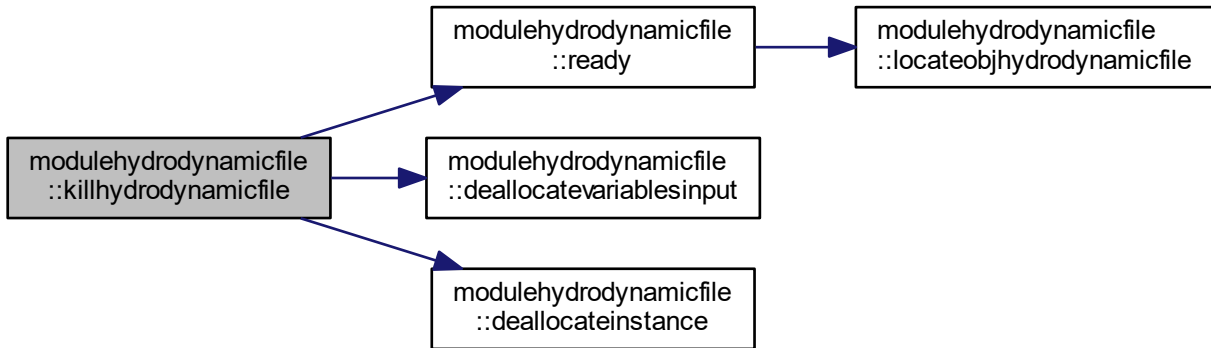 modulehydrodynamicfile
::killhydrodynamicfile
modulehydrodynamicfile
::ready
modulehydrodynamicfile
::locateobjhydrodynamicfile
modulehydrodynamicfile
::deallocatevariablesinput
modulehydrodynamicfile
::deallocateinstance